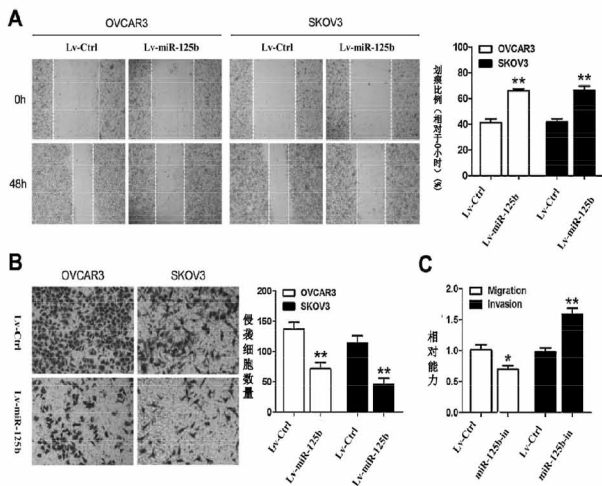 A
OVCAR3
SKOV3
Lv-Ctrl
Lv-miR-125b
Lv-Ctrl
Lv-miR-125b
0h
48h
划痕比例(相对于0小时)(%)
100
80
60
40
20
0
OVCAR3
SKOV3
**
**
Lv-Ctrl
Lv-miR-125b
Lv-Ctrl
Lv-miR-125b
B
OVCAR3
SKOV3
Lv-Ctrl
Lv-miR-125b
侵袭细胞数量
200
150
100
50
0
OVCAR3
SKOV3
**
**
Lv-Ctrl
Lv-miR-125b
Lv-Ctrl
Lv-miR-125b
C
相对能力
2.0
1.5
1.0
0.5
0.0
Migration
Invasion
*
**
Lv-Ctrl
miR-125b-in
Lv-Ctrl
miR-125b-in